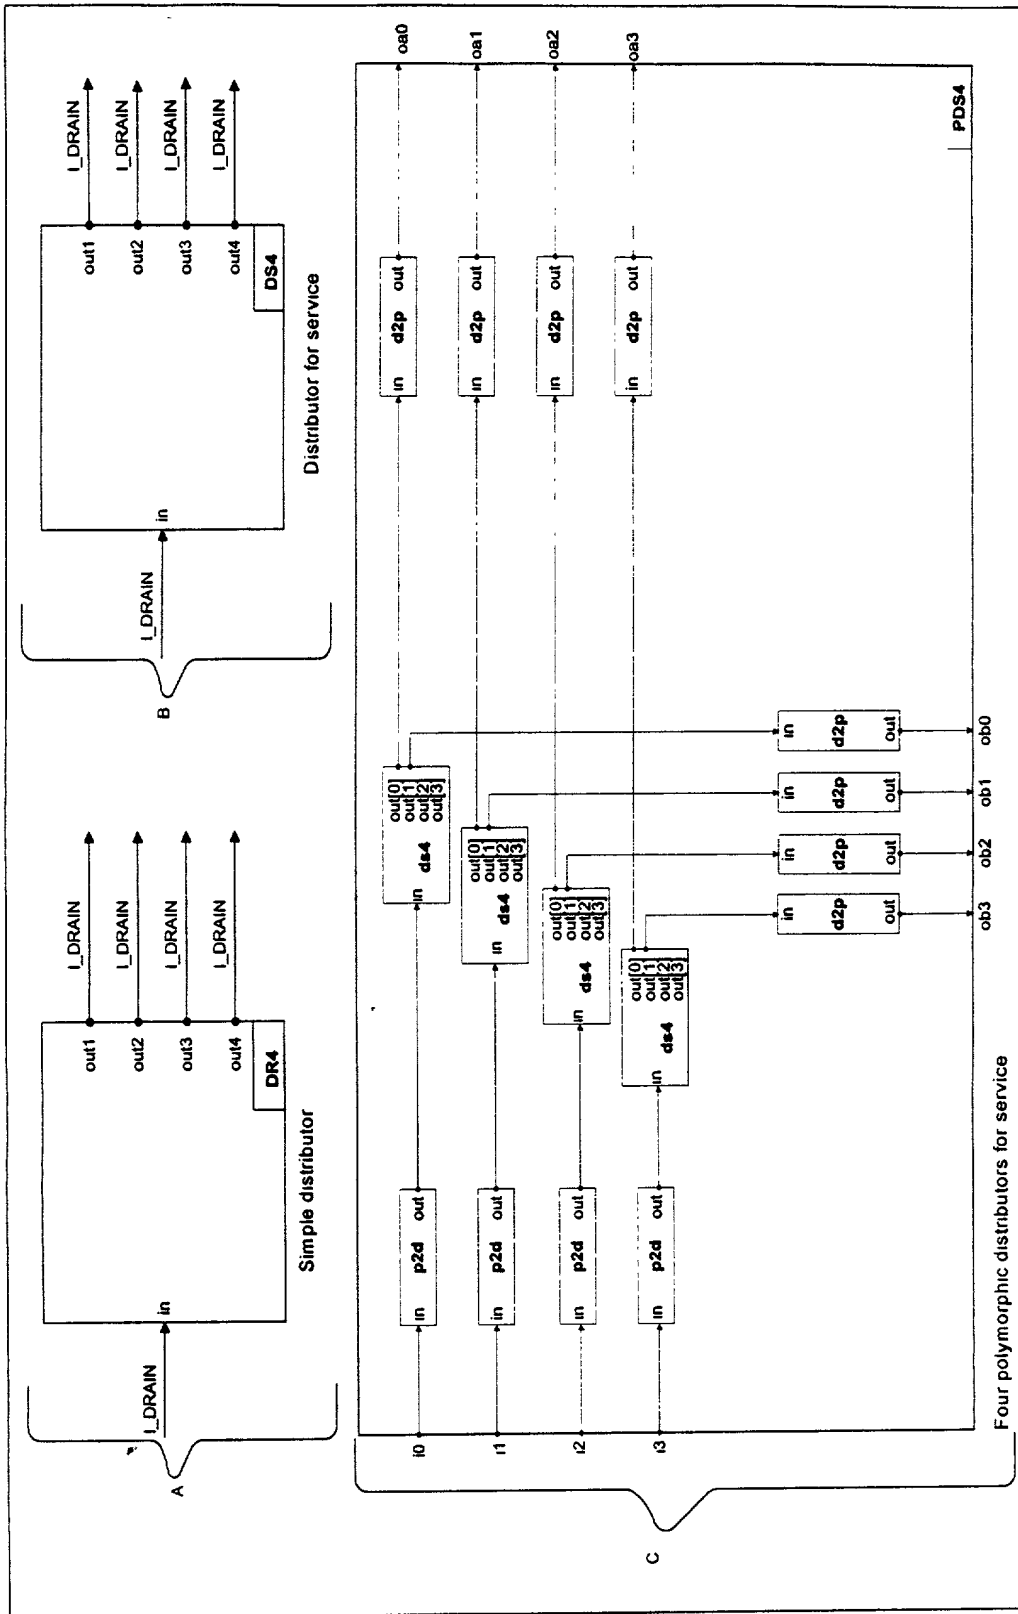 A
I_DRAIN
in
out1
out2
out3
out4
I_DRAIN
I_DRAIN
I_DRAIN
I_DRAIN
DR4
Simple distributor
B
I_DRAIN
in
out1
out2
out3
out4
I_DRAIN
I_DRAIN
I_DRAIN
I_DRAIN
DS4
Distributor for service
C
i0
in p2d out
in ds4 out[0]
out[1]
out[2]
out[3]
in d2p out
oa0
i1
in p2d out
in ds4 out[0]
out[1]
out[2]
out[3]
in d2p out
oa1
i2
in p2d out
in ds4 out[0]
out[1]
out[2]
out[3]
in d2p out
oa2
i3
in p2d out
in ds4 out[0]
out[1]
out[2]
out[3]
in d2p out
oa3
in in in in
d2p d2p d2p d2p
out out out out
ob3 ob2 ob1 ob0
PDS4
Four polymorphic distributors for service